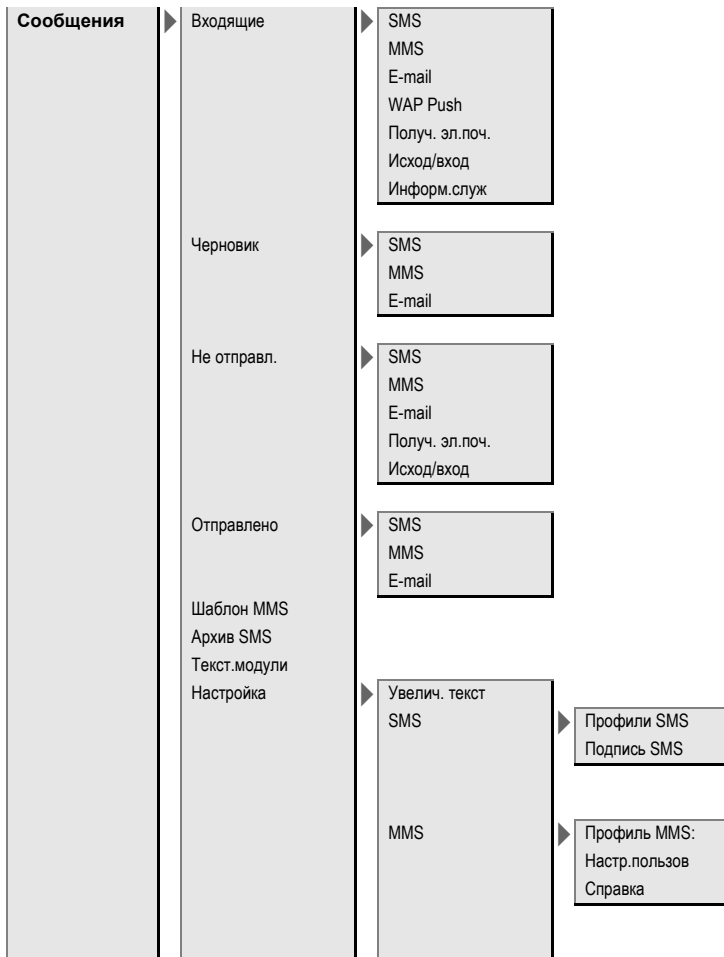 Сообщения
Входящие
SMS
MMS
E-mail
WAP Push
Получ. эл.поч.
Исход/вход
Информ.служ
Черновик
SMS
MMS
E-mail
Не отправл.
SMS
MMS
E-mail
Получ. эл.поч.
Исход/вход
Отправлено
SMS
MMS
E-mail
Шаблон MMS
Архив SMS
Текст.модули
Настройка
Увелич. текст
SMS
Профили SMS
Подпись SMS
MMS
Профиль MMS:
Настр.пользов
Справка